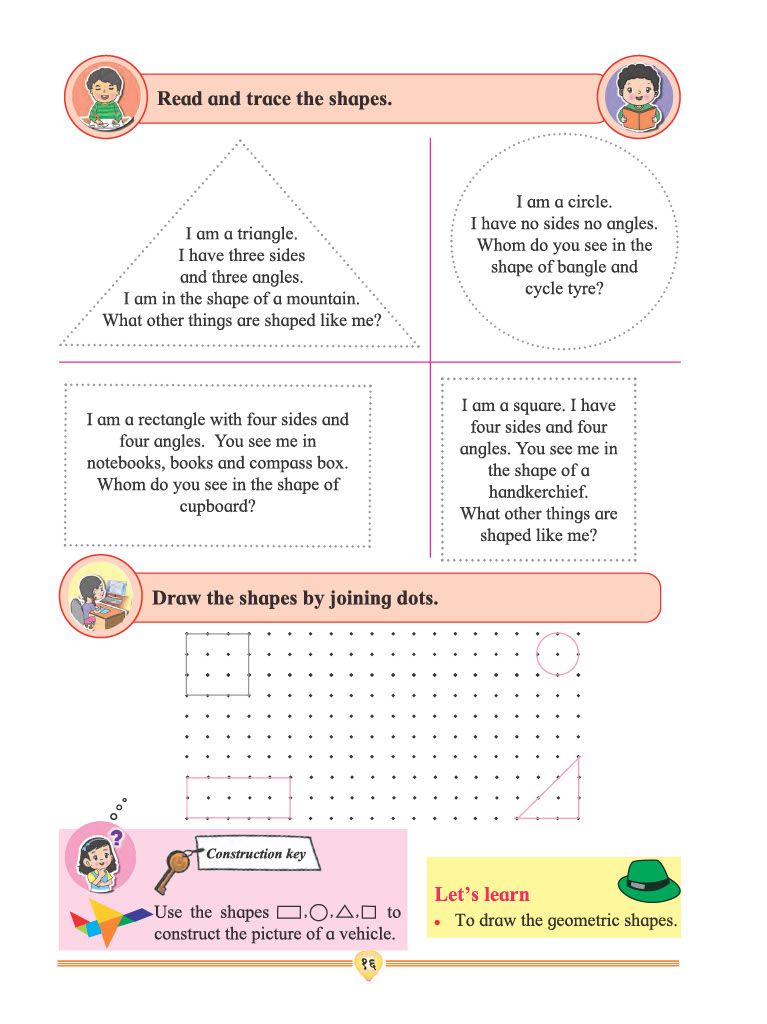 Read and trace the shapes.
I am a triangle.
I have three sides
and three angles.
I am in the shape of a mountain.
What other things are shaped like me?
I am a circle.
I have no sides no angles.
Whom do you see in the
shape of bangle and
cycle tyre?
I am a rectangle with four sides and
four angles. You see me in
notebooks, books and compass box.
Whom do you see in the shape of
cupboard?
I am a square. I have
four sides and four
angles. You see me in
the shape of a
handkerchief.
What other things are
shaped like me?
Draw the shapes by joining dots.
?
Construction key
Use the shapes ▭,○,△,□ to
construct the picture of a vehicle.
Let’s learn
• To draw the geometric shapes.
१६